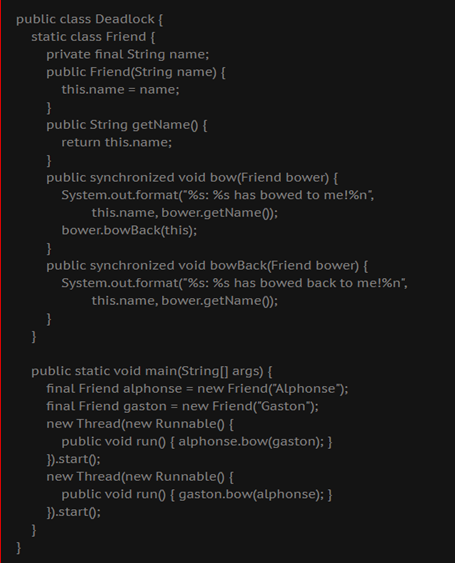 public class Deadlock {
static class Friend {
private final String name;
public Friend(String name) {
this.name = name;
}
public String getName() {
return this.name;
}
public synchronized void bow(Friend bower) {
System.out.format("%s: %s has bowed to me!%n",
this.name, bower.getName());
bower.bowBack(this);
}
public synchronized void bowBack(Friend bower) {
System.out.format("%s: %s has bowed back to me!%n",
this.name, bower.getName());
}
}
public static void main(String[] args) {
final Friend alphonse = new Friend("Alphonse");
final Friend gaston = new Friend("Gaston");
new Thread(new Runnable() {
public void run() { alphonse.bow(gaston); }
}).start();
new Thread(new Runnable() {
public void run() { gaston.bow(alphonse); }
}).start();
}
}